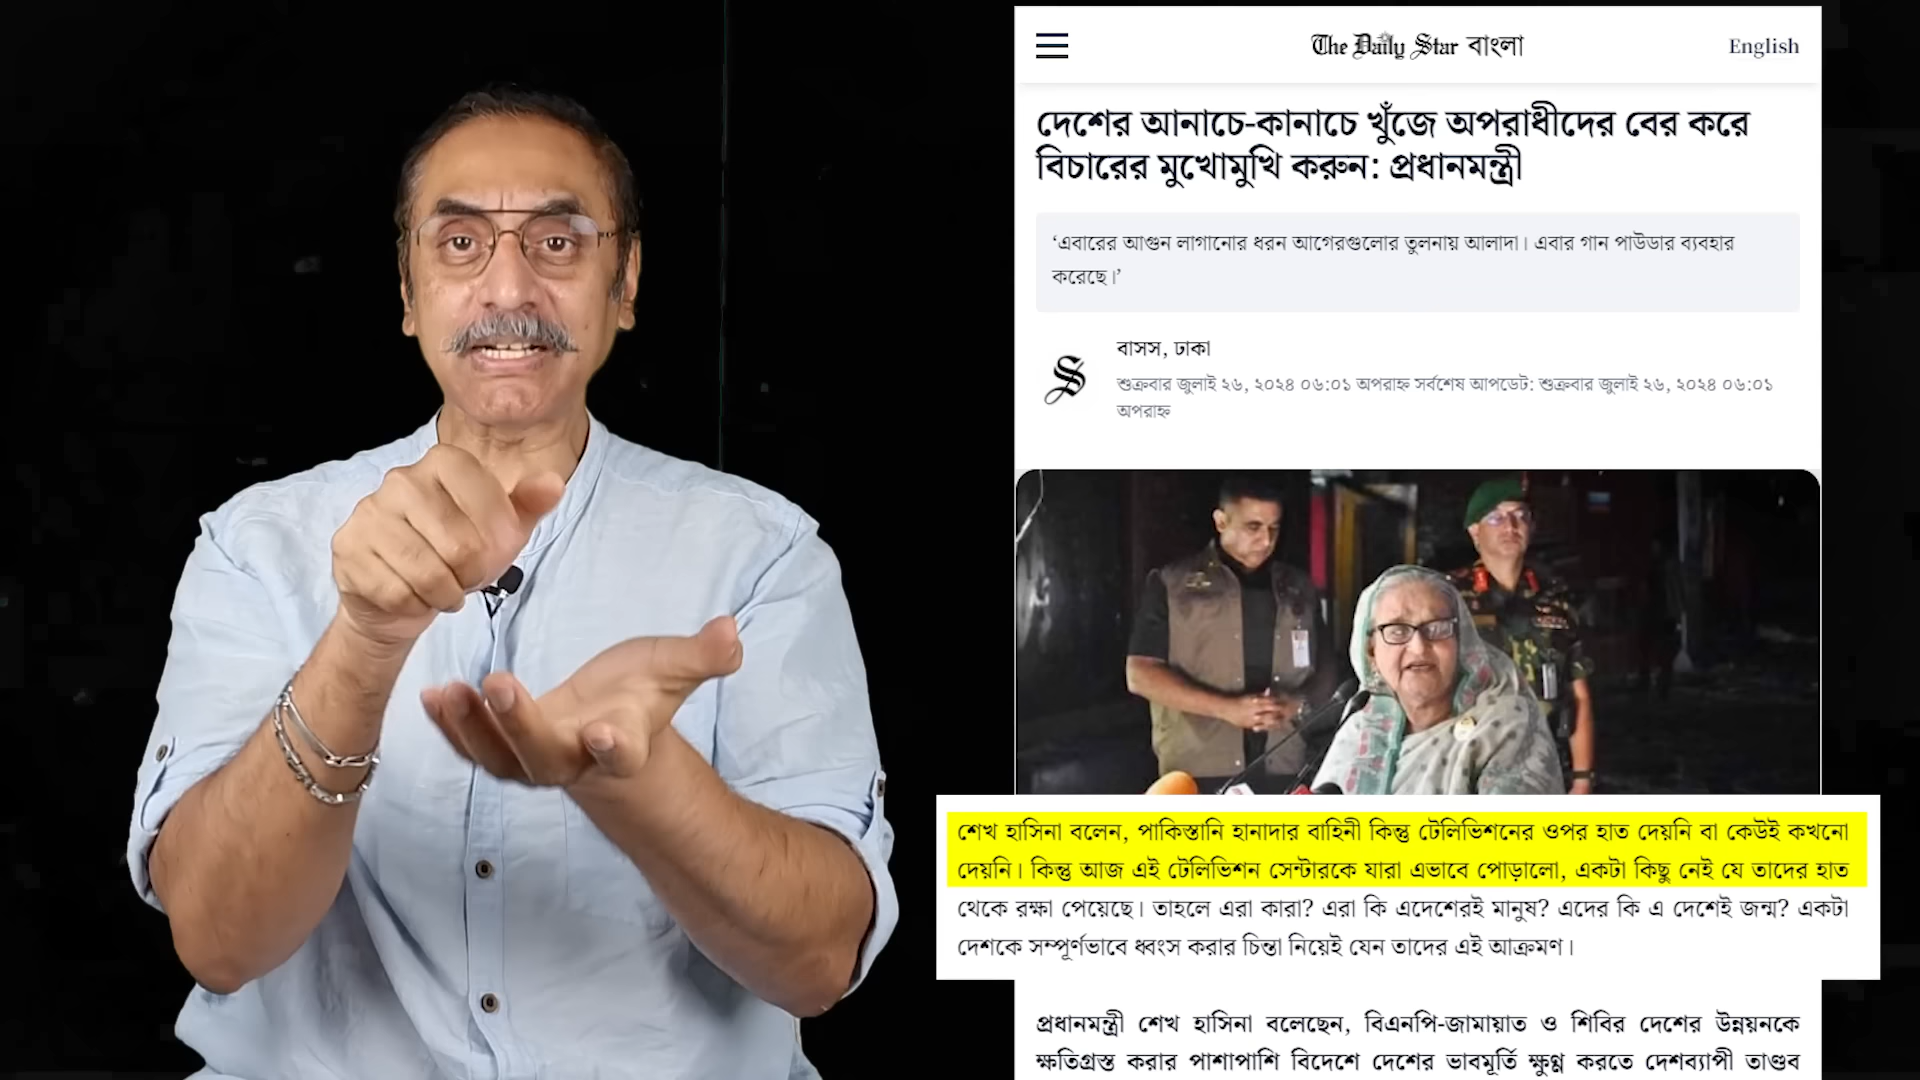 The Daily Star বাংলা
English
দেশের আনাচে-কানাচে খুঁজে অপরাধীদের বের করে
বিচারের মুখোমুখি করুন: প্রধানমন্ত্রী
‘এবারের আগুন লাগানোর ধরন আগেরগুলোর তুলনায় আলাদা। এবার গান পাউডার ব্যবহার
করেছে।’
S
বাসস, ঢাকা
শুক্রবার জুলাই ২৬, ২০২৪ ০৬:০১ অপরাহ্ন সর্বশেষ আপডেট: শুক্রবার জুলাই ২৬, ২০২৪ ০৬:০১
অপরাহ্ন
শেখ হাসিনা বলেন, পাকিস্তানি হানাদার বাহিনী কিন্তু টেলিভিশনের ওপর হাত দেয়নি বা কেউই কখনো
দেয়নি। কিন্তু আজ এই টেলিভিশন সেন্টারকে যারা এভাবে পোড়ালো, একটা কিছু নেই যে তাদের হাত
থেকে রক্ষা পেয়েছে। তাহলে এরা কারা? এরা কি এদেশেরই মানুষ? এদের কি এ দেশেই জন্ম? একটা
দেশকে সম্পূর্ণভাবে ধ্বংস করার চিন্তা নিয়েই যেন তাদের এই আক্রমণ।
প্রধানমন্ত্রী শেখ হাসিনা বলেছেন, বিএনপি-জামায়াত ও শিবির দেশের উন্নয়নকে
ক্ষতিগ্রস্ত করার পাশাপাশি বিদেশে দেশের ভাবমূর্তি ক্ষুণ্ণ করতে দেশব্যাপী তাণ্ডব